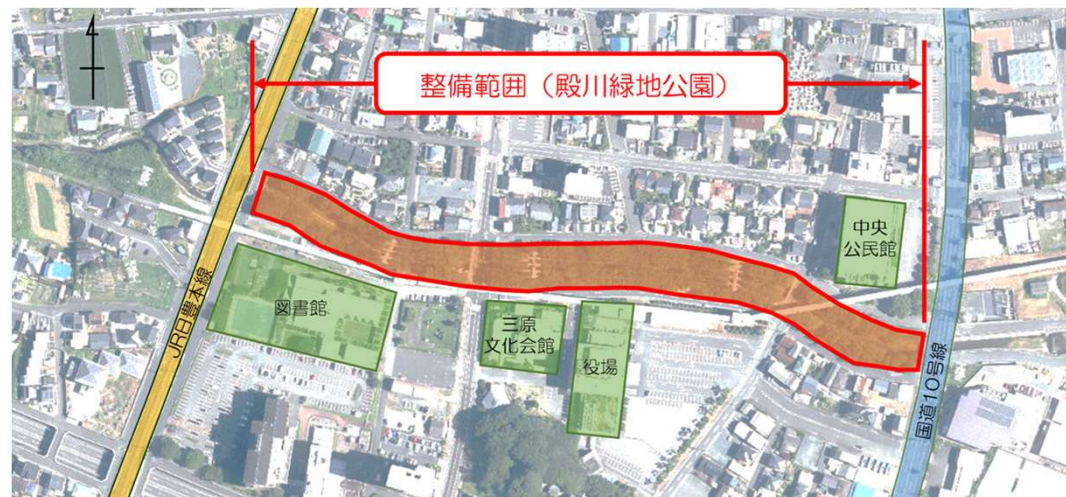 整備範囲（殿川緑地公園）
中央
公民館
JR日豊本線
図書館
三原
文化会館
役場
国道10号線